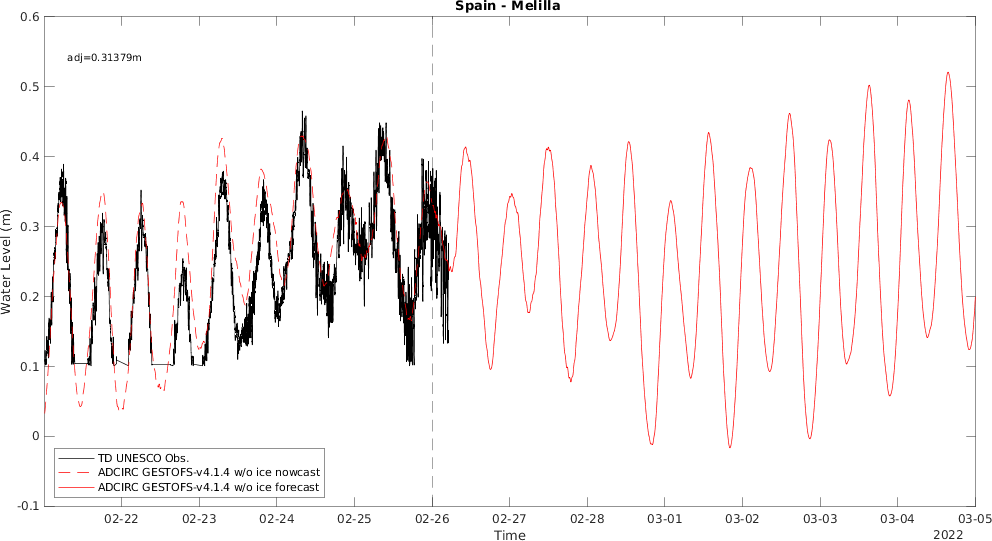 Spain - Melilla
adj=0.31379m
0.6
0.5
0.4
0.3
0.2
0.1
0
-0.1
Water Level (m)
TD UNESCO Obs.
ADCIRC GESTOFS-v4.1.4 w/o ice nowcast
ADCIRC GESTOFS-v4.1.4 w/o ice forecast
02-22 02-23 02-24 02-25 02-26 02-27 02-28 03-01 03-02 03-03 03-04 03-05
Time
2022